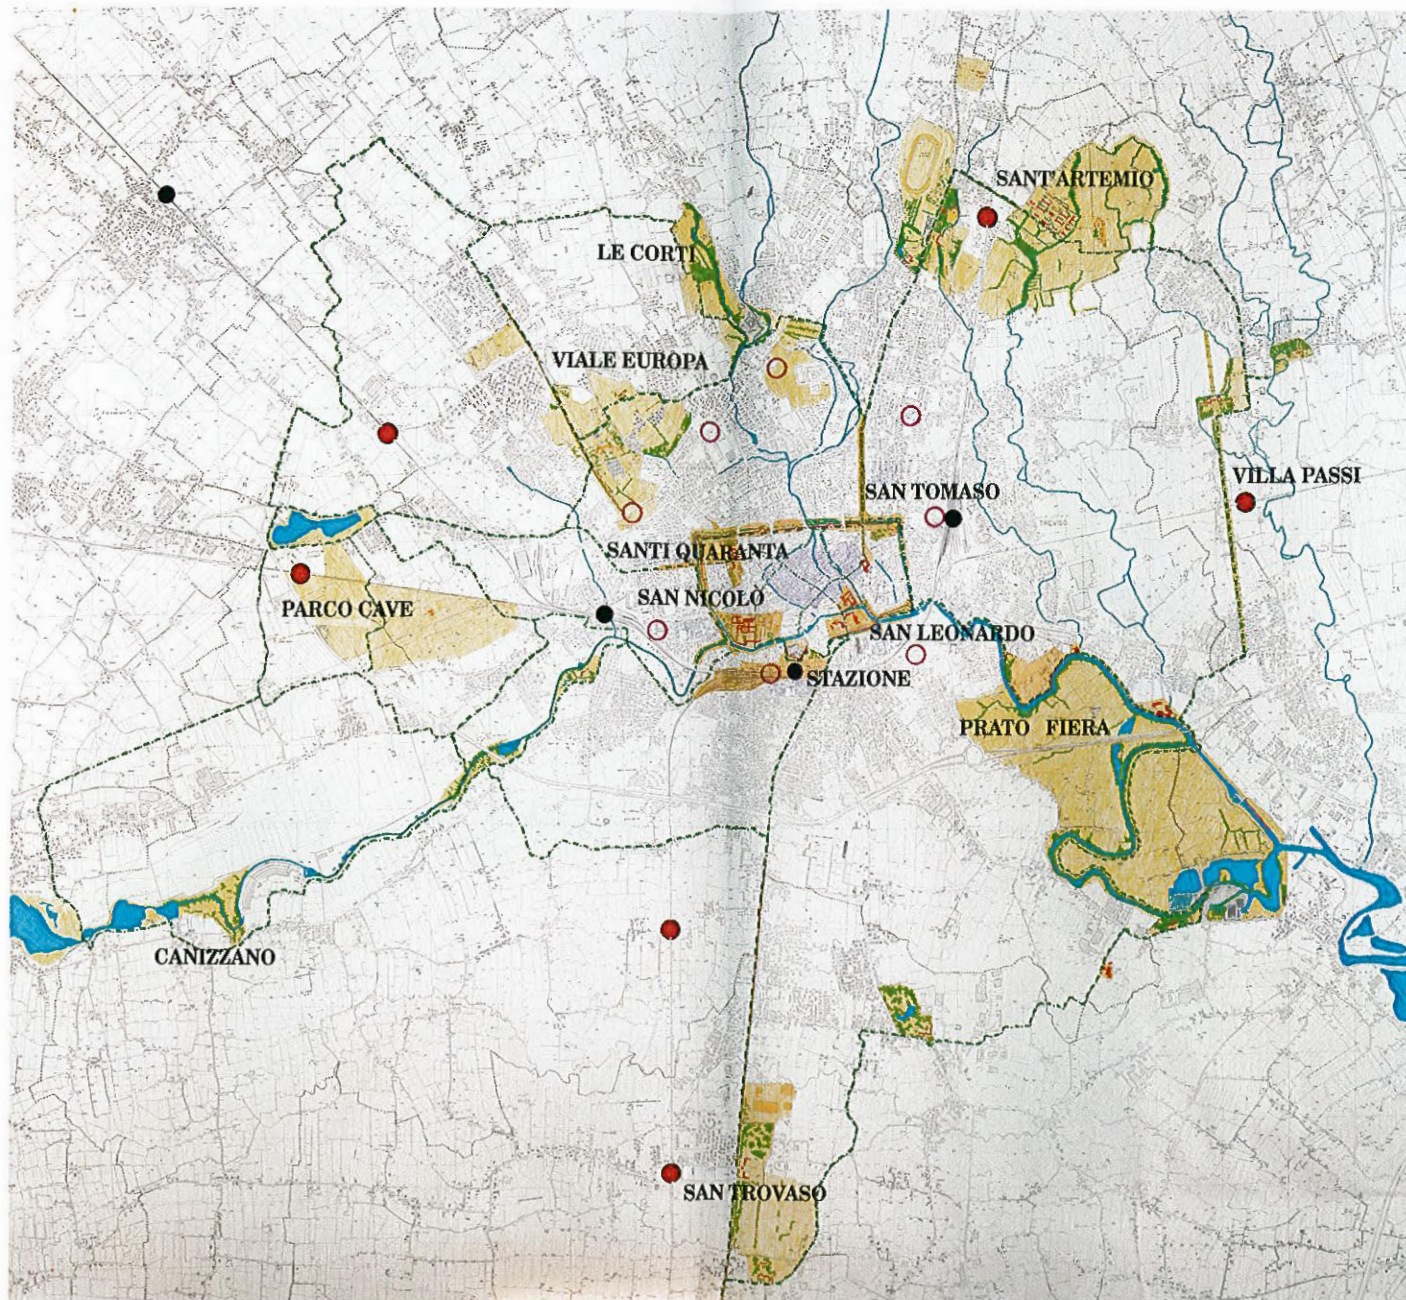 SANT'ARTEMIO
LE CORTI
VIALE EUROPA
VILLA PASSI
SAN TOMASO
SANTI QUARANTA
SAN NICOLO
PARCO CAVE
SAN LEONARDO
STAZIONE
PRATO FIERA
CANIZZANO
SAN TROVASO